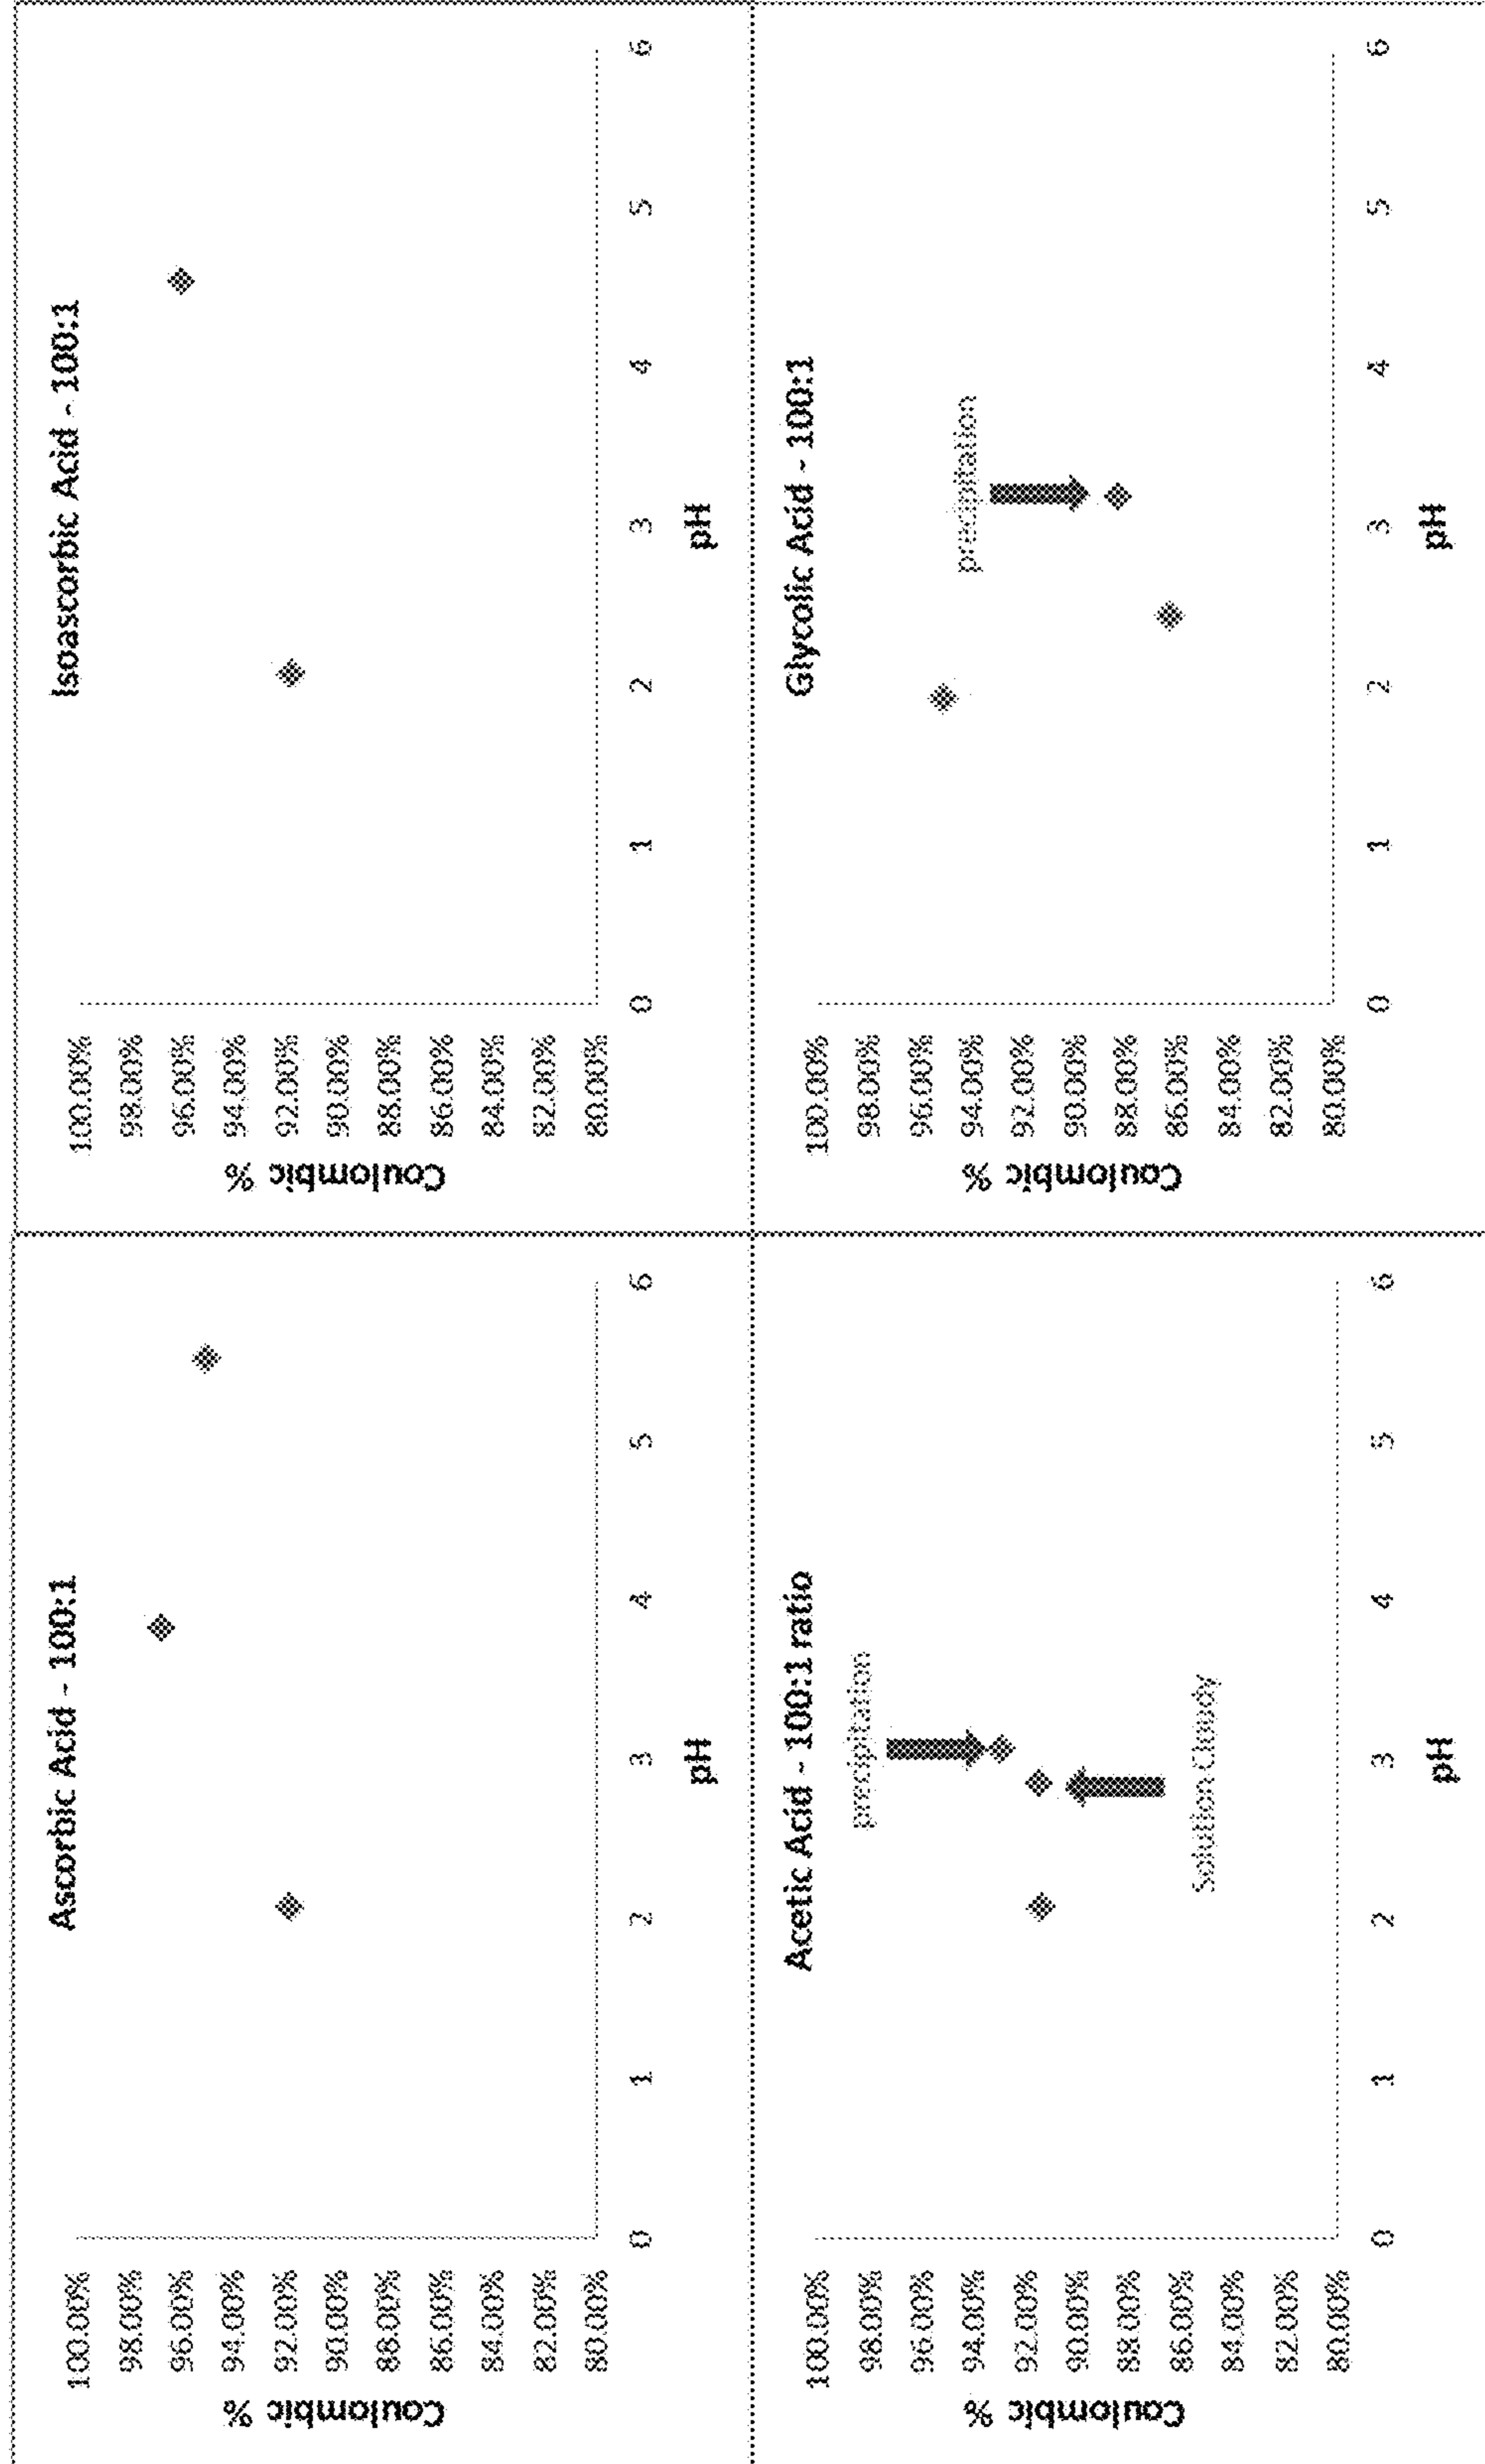 Ascorbic Acid - 100:1
Coulombic %
100.00%
98.00%
96.00%
94.00%
92.00%
90.00%
88.00%
86.00%
84.00%
82.00%
80.00%
0 1 2 3 4 5 6
pH
Isoascorbic Acid - 100:1
Coulombic %
100.00%
98.00%
96.00%
94.00%
92.00%
90.00%
88.00%
86.00%
84.00%
82.00%
80.00%
0 1 2 3 4 5 6
pH
Acetic Acid - 100:1 ratio
Coulombic %
100.00%
98.00%
96.00%
94.00%
92.00%
90.00%
88.00%
86.00%
84.00%
82.00%
80.00%
precipitation
Solution Cloudy
0 1 2 3 4 5 6
pH
Glycolic Acid - 100:1
Coulombic %
100.00%
98.00%
96.00%
94.00%
92.00%
90.00%
88.00%
86.00%
84.00%
82.00%
80.00%
precipitation
0 1 2 3 4 5 6
pH